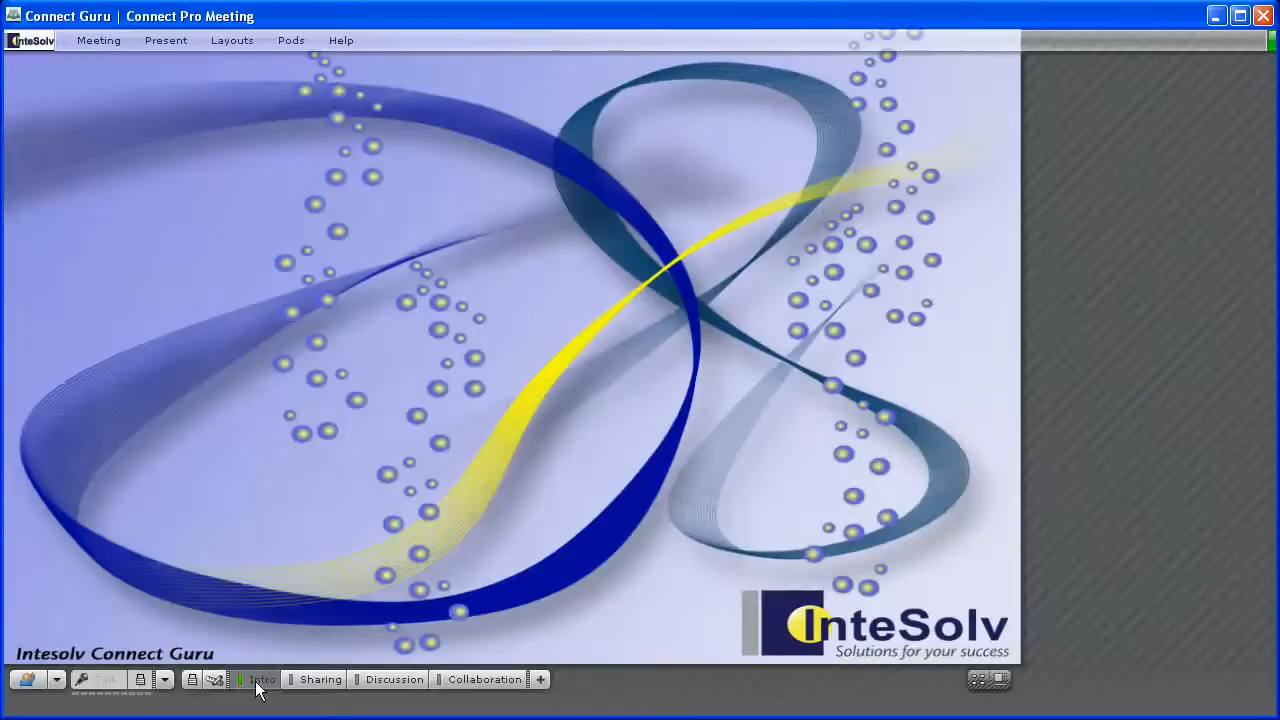 Connect Guru | Connect Pro Meeting
InteSolv
Meeting Present Layouts Pods Help
InteSolv
Solutions for your success
Intesolv Connect Guru
Talk Intro Sharing Discussion Collaboration +